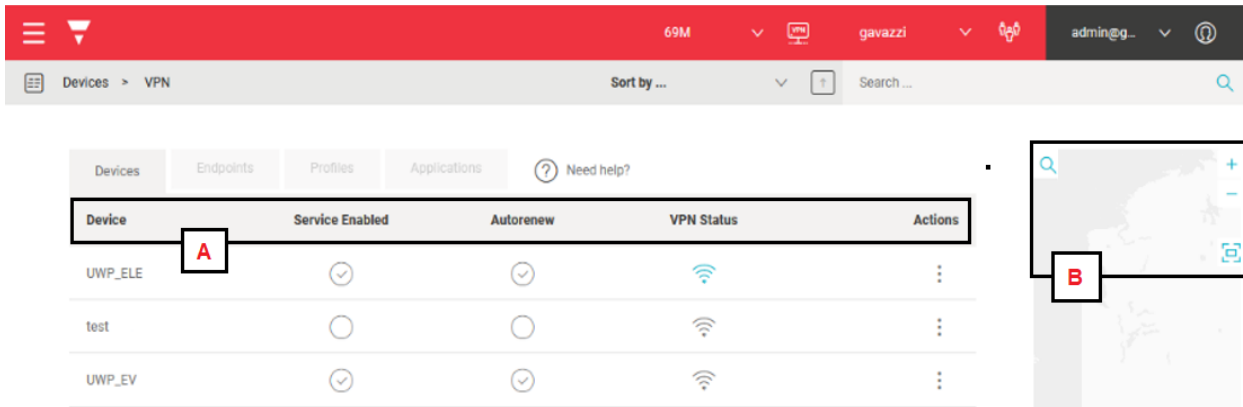 69M VPN gavazzi admin@g...
Devices > VPN Sort by ... Search ...
Devices Endpoints Profiles Applications ? Need help?
Device Service Enabled Autorenew VPN Status Actions
A
B
UWP_ELE
test
UWP_EV